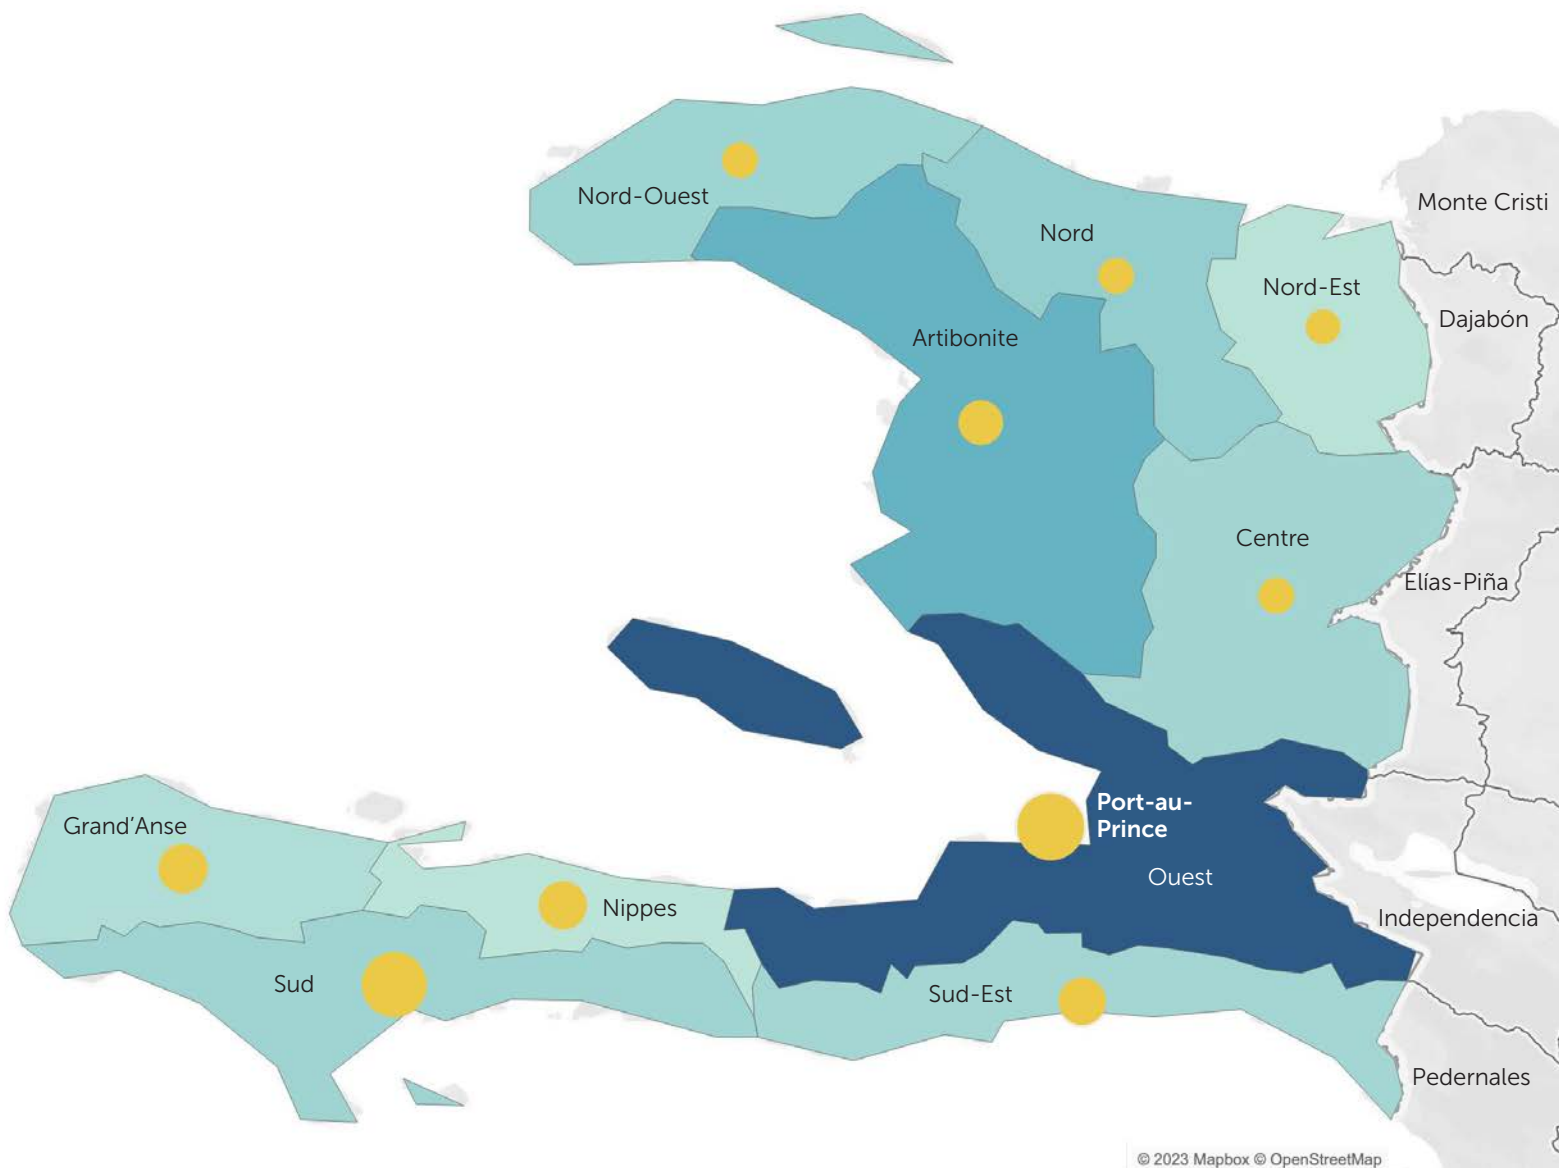 Nord-Ouest
Monte Cristi
Nord
Nord-Est
Dajabón
Artibonite
Centre
Elías-Piña
Port-au-
Prince
Grand’Anse
Ouest
Nippes
Independencia
Sud
Sud-Est
Pedernales
© 2023 Mapbox © OpenStreetMap